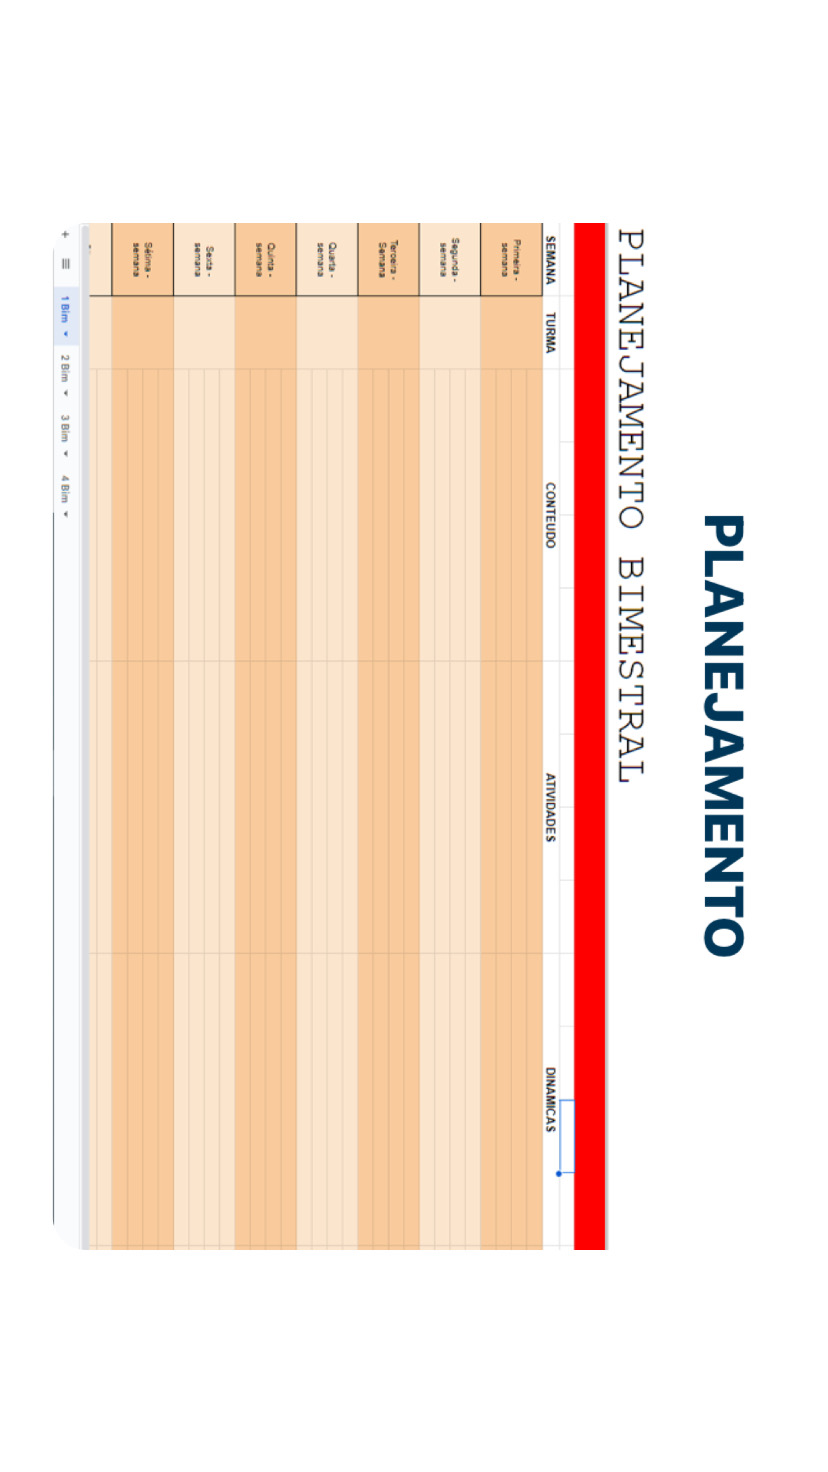 PLANEJAMENTO
PLANEJAMENTO BIMESTRAL
SEMANA TURMA CONTEUDO ATIVIDADES DINAMICAS
Primeira -
semana
Segunda -
semana
Terceira -
Semana
Quarta -
semana
Quinta -
semana
Sexta -
semana
Sétima -
semana
+ 1 Bim 2 Bim 3 Bim 4 Bim